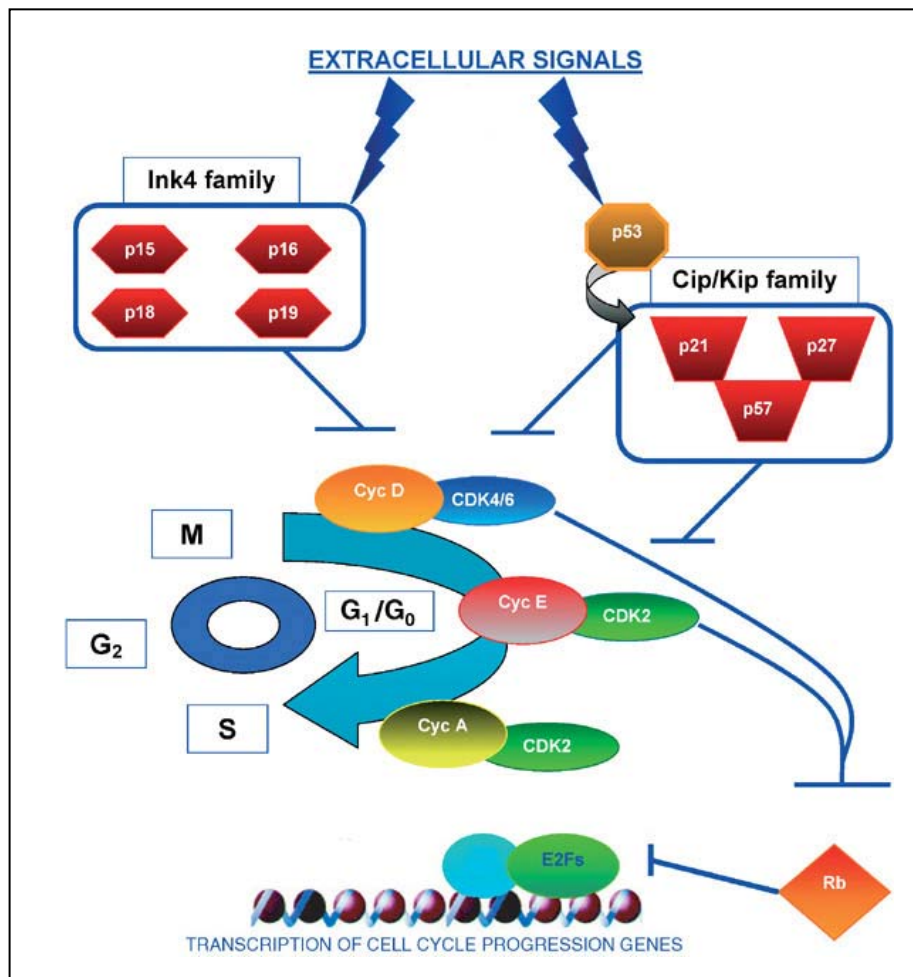 EXTRACELLULAR SIGNALS
Ink4 family
p15
p16
p18
p19
p53
Cip/Kip family
p21
p27
p57
Cyc D
CDK4/6
M
G₁/G₀
Cyc E
CDK2
G₂
S
Cyc A
CDK2
E2Fs
Rb
TRANSCRIPTION OF CELL CYCLE PROGRESSION GENES